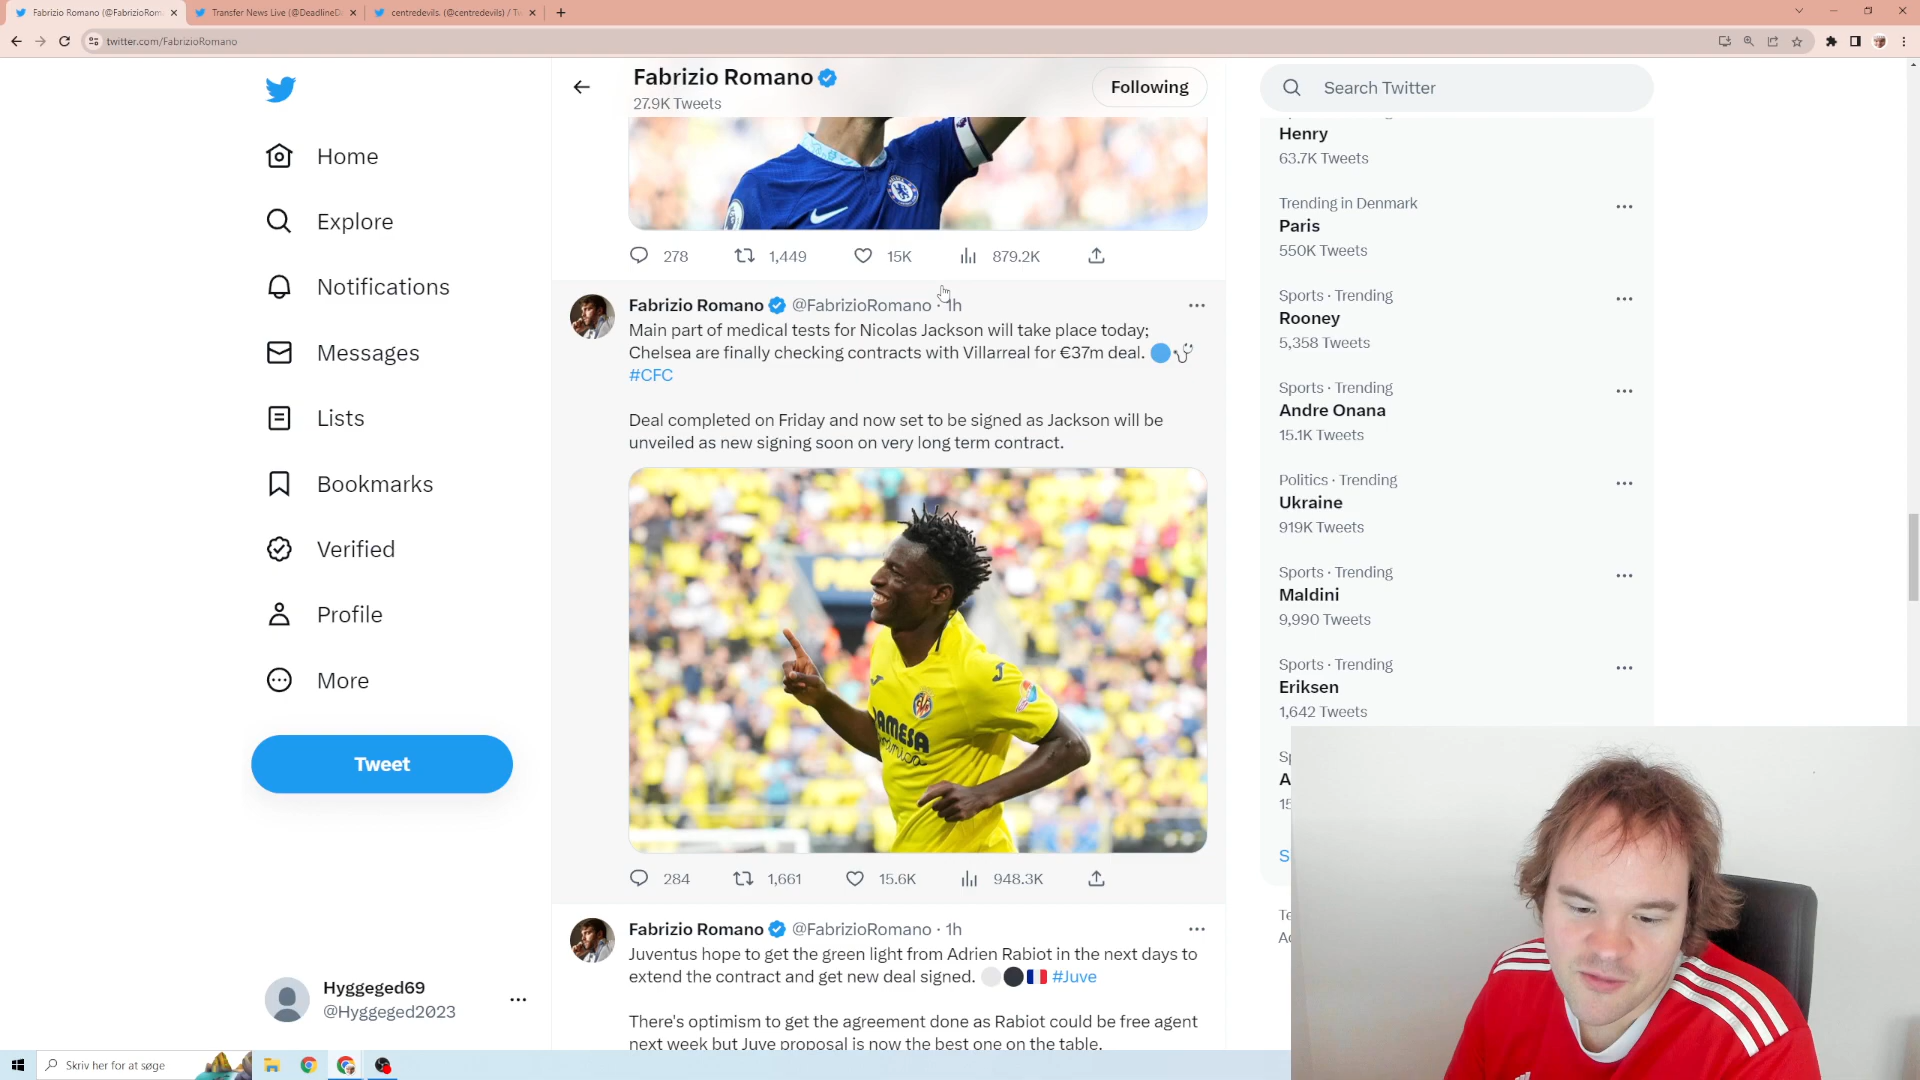 Fabrizio Romano (@FabrizioRom
Transfer News Live (@DeadlineD
centredevils. (@centredevils) / Tw
twitter.com/FabrizioRomano
Fabrizio Romano
27.9K Tweets
Following
Search Twitter
Home
Explore
Notifications
Messages
Lists
Bookmarks
Verified
Profile
More
Tweet
Hyggeged69
@Hyggeged2023
278
1,449
15K
879.2K
Fabrizio Romano @FabrizioRomano · 1h
Main part of medical tests for Nicolas Jackson will take place today;
Chelsea are finally checking contracts with Villarreal for €37m deal. 🔵🩺
#CFC
Deal completed on Friday and now set to be signed as Jackson will be
unveiled as new signing soon on very long term contract.
284
1,661
15.6K
948.3K
Fabrizio Romano @FabrizioRomano · 1h
Juventus hope to get the green light from Adrien Rabiot in the next days to
extend the contract and get new deal signed. ⚪⚫🇫🇷 #Juve
There's optimism to get the agreement done as Rabiot could be free agent
next week but Juve proposal is now the best one on the table.
Henry
63.7K Tweets
Trending in Denmark
Paris
550K Tweets
Sports · Trending
Rooney
5,358 Tweets
Sports · Trending
Andre Onana
15.1K Tweets
Politics · Trending
Ukraine
919K Tweets
Sports · Trending
Maldini
9,990 Tweets
Sports · Trending
Eriksen
1,642 Tweets
Skriv her for at søge